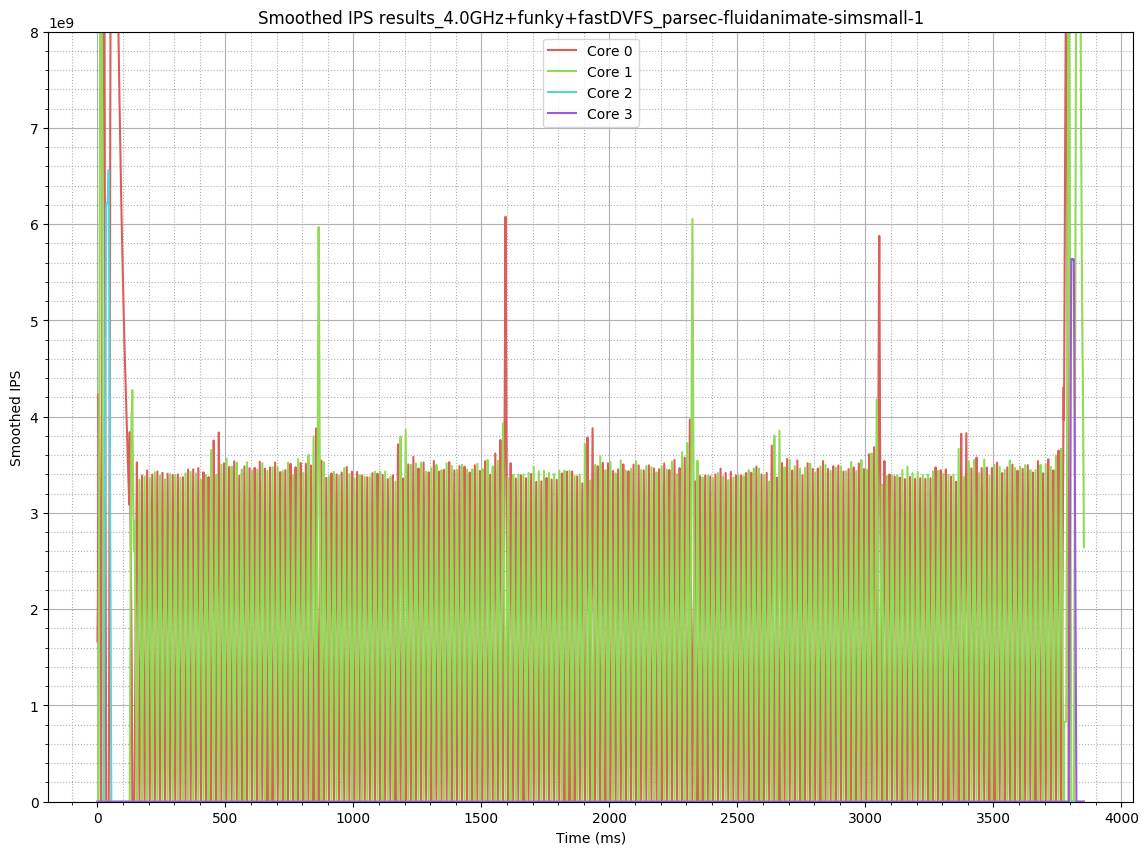 Smoothed IPS results_4.0GHz+funky+fastDVFS_parsec-fluidanimate-simsmall-1
1e9
Core 0
Core 1
Core 2
Core 3
8
7
6
5
4
3
2
1
0
Smoothed IPS
0 500 1000 1500 2000 2500 3000 3500 4000
Time (ms)